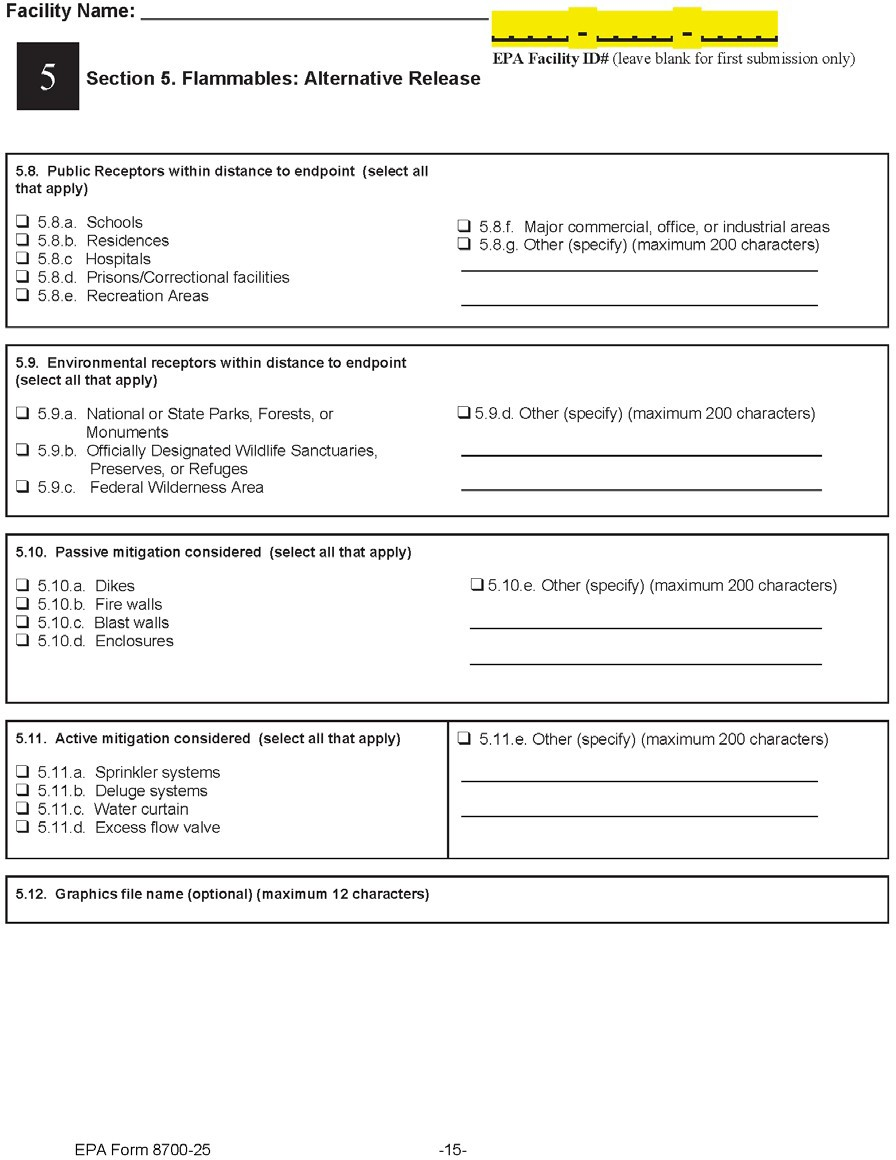 Facility Name:
EPA Facility ID# (leave blank for first submission only)
5
Section 5. Flammables: Alternative Release
5.8. Public Receptors within distance to endpoint (select all
that apply)
❑ 5.8.a. Schools
❑ 5.8.b. Residences
❑ 5.8.c Hospitals
❑ 5.8.d. Prisons/Correctional facilities
❑ 5.8.e. Recreation Areas
❑ 5.8.f. Major commercial, office, or industrial areas
❑ 5.8.g. Other (specify) (maximum 200 characters)
5.9. Environmental receptors within distance to endpoint
(select all that apply)
❑ 5.9.a. National or State Parks, Forests, or
Monuments
❑ 5.9.b. Officially Designated Wildlife Sanctuaries,
Preserves, or Refuges
❑ 5.9.c. Federal Wilderness Area
❑ 5.9.d. Other (specify) (maximum 200 characters)
5.10. Passive mitigation considered (select all that apply)
❑ 5.10.a. Dikes
❑ 5.10.b. Fire walls
❑ 5.10.c. Blast walls
❑ 5.10.d. Enclosures
❑ 5.10.e. Other (specify) (maximum 200 characters)
5.11. Active mitigation considered (select all that apply)
❑ 5.11.a. Sprinkler systems
❑ 5.11.b. Deluge systems
❑ 5.11.c. Water curtain
❑ 5.11.d. Excess flow valve
❑ 5.11.e. Other (specify) (maximum 200 characters)
5.12. Graphics file name (optional) (maximum 12 characters)
EPA Form 8700-25
-15-